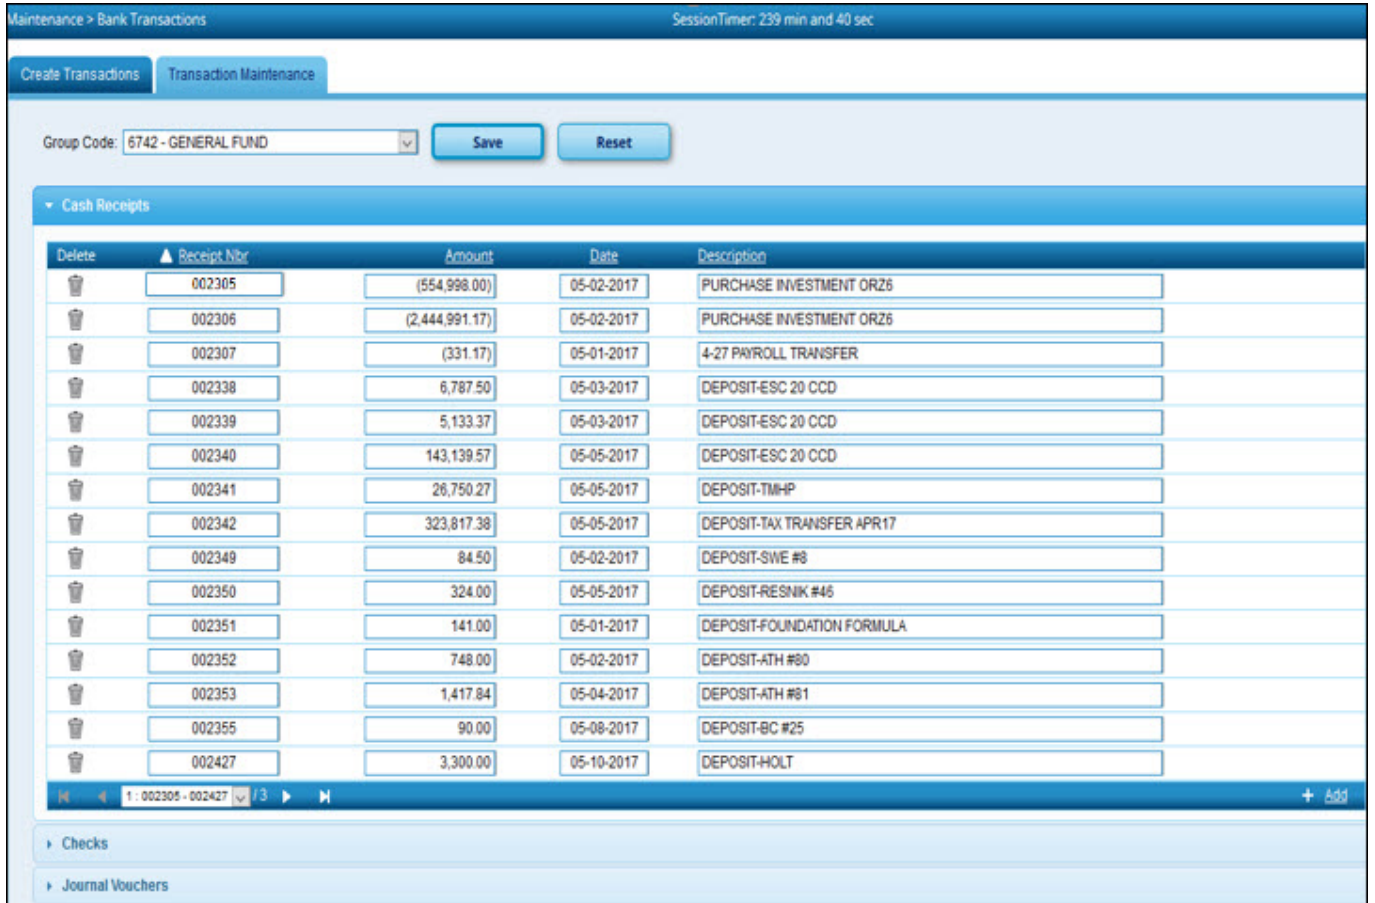 Maintenance > Bank Transactions SessionTimer: 239 min and 40 sec
Create Transactions Transaction Maintenance
Group Code: 6742 - GENERAL FUND Save Reset
Cash Receipts
Delete Receipt Nbr Amount Date Description
002305 (554,998.00) 05-02-2017 PURCHASE INVESTMENT ORZ6
002306 (2,444,991.17) 05-02-2017 PURCHASE INVESTMENT ORZ6
002307 (331.17) 05-01-2017 4-27 PAYROLL TRANSFER
002338 6,787.50 05-03-2017 DEPOSIT-ESC 20 CCD
002339 5,133.37 05-03-2017 DEPOSIT-ESC 20 CCD
002340 143,139.57 05-05-2017 DEPOSIT-ESC 20 CCD
002341 26,750.27 05-05-2017 DEPOSIT-TMHP
002342 323,817.38 05-05-2017 DEPOSIT-TAX TRANSFER APR17
002349 84.50 05-02-2017 DEPOSIT-SWE #8
002350 324.00 05-05-2017 DEPOSIT-RESNIK #46
002351 141.00 05-01-2017 DEPOSIT-FOUNDATION FORMULA
002352 748.00 05-02-2017 DEPOSIT-ATH #80
002353 1,417.84 05-04-2017 DEPOSIT-ATH #81
002355 90.00 05-08-2017 DEPOSIT-BC #25
002427 3,300.00 05-10-2017 DEPOSIT-HOLT
1 : 002305 - 002427 / 3 + Add
Checks
Journal Vouchers